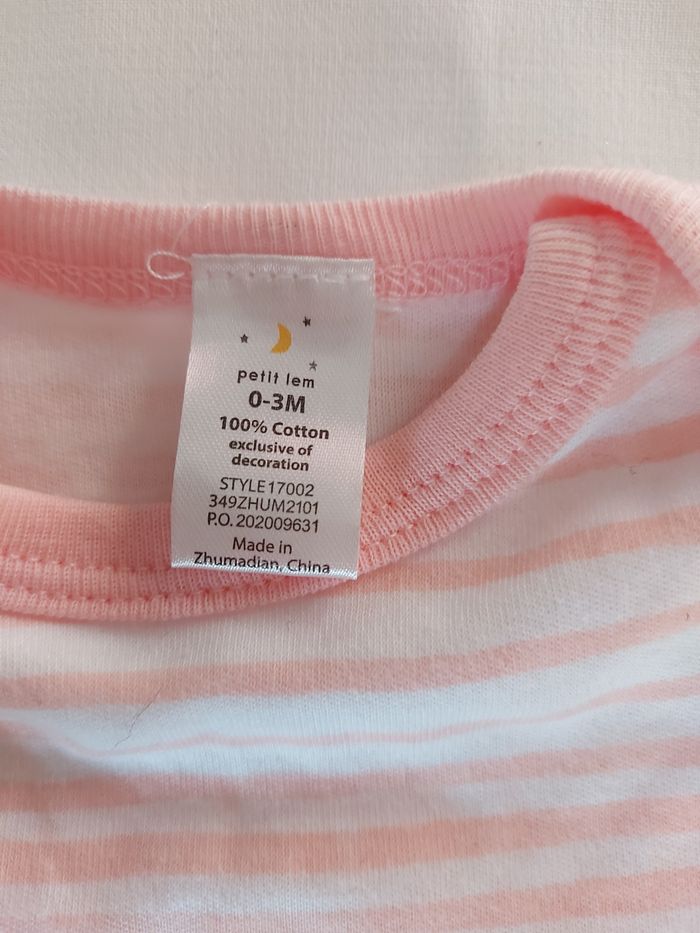 petit lem
0-3M
100% Cotton
exclusive of
decoration
STYLE17002
349ZHUM2101
P.O.202009631
Made in
Zhumadian, China